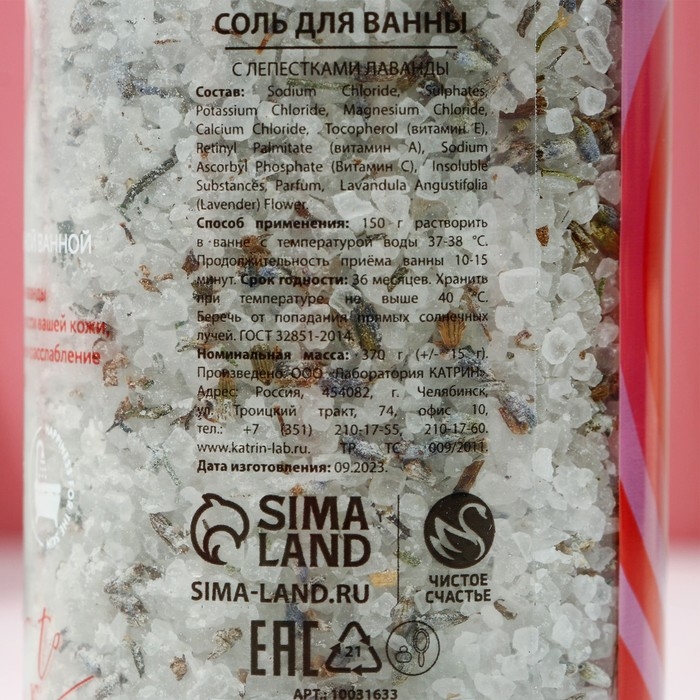 СОЛЬ ДЛЯ ВАННЫ
С ЛЕПЕСТКАМИ ЛАВАНДЫ
Состав: Sodium Chloride, Sulphates,
Potassium Chloride, Magnesium Chloride,
Calcium Chloride, Tocopherol (витамин Е),
Retinyl Palmitate (витамин А), Sodium
Ascorbyl Phosphate (Витамин С), Insoluble
Substances, Parfum, Lavandula Angustifolia
(Lavender) Flower.
Способ применения: 150 г растворить
в ванне с температурой воды 37-38 °С.
Продолжительность приёма ванны 10-15
минут. Срок годности: 36 месяцев. Хранить
при температуре не выше 40 °С.
Беречь от попадания прямых солнечных
лучей. ГОСТ 32851-2014.
Номинальная масса: 370 г (+/- 15 г).
Произведено: ООО «Лаборатория КАТРИН».
Адрес: Россия, 454082, г. Челябинск,
ул. Троицкий тракт, 74, офис 10,
тел.: +7 (351) 210-17-55, 210-17-60.
www.katrin-lab.ru. ТР ТС 009/2011.
Дата изготовления: 09.2023.
ВАННОЙ
вашей кожи,
расслабление
SIMA
LAND
SIMA-LAND.RU
ЧИСТОЕ
СЧАСТЬЕ
EAC
21
АРТ.: 10031633